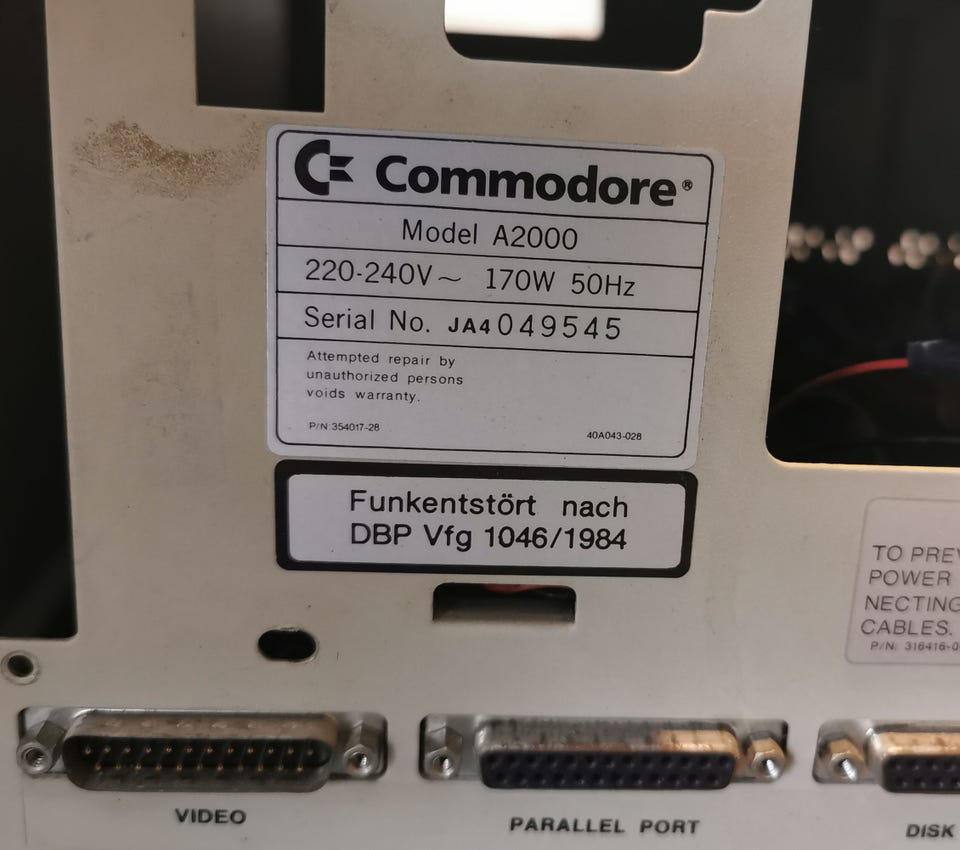 Commodore®
Model A2000
220-240V~ 170W 50Hz
Serial No. JA4049545
Attempted repair by
unauthorized persons
voids warranty.
P/N: 354017-28
40A043-028
Funkentstört nach
DBP Vfg 1046/1984
TO
POWER
NECTING
CABLES.
P/N: 316416-
VIDEO
PARALLEL PORT
DISK